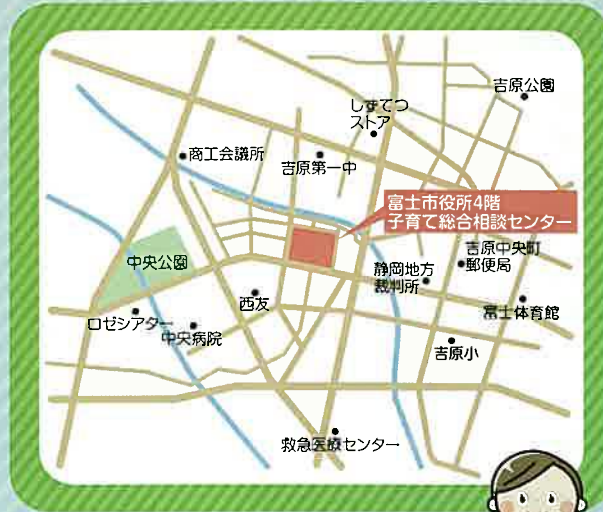 吉原公園
しずてつ
ストア
商工会議所
吉原第一中
富士市役所4階
子育て総合相談センター
中央公園
静岡地方
裁判所
吉原中央町
郵便局
西友
富士体育館
ロゼシアター
中央病院
吉原小
救急医療センター